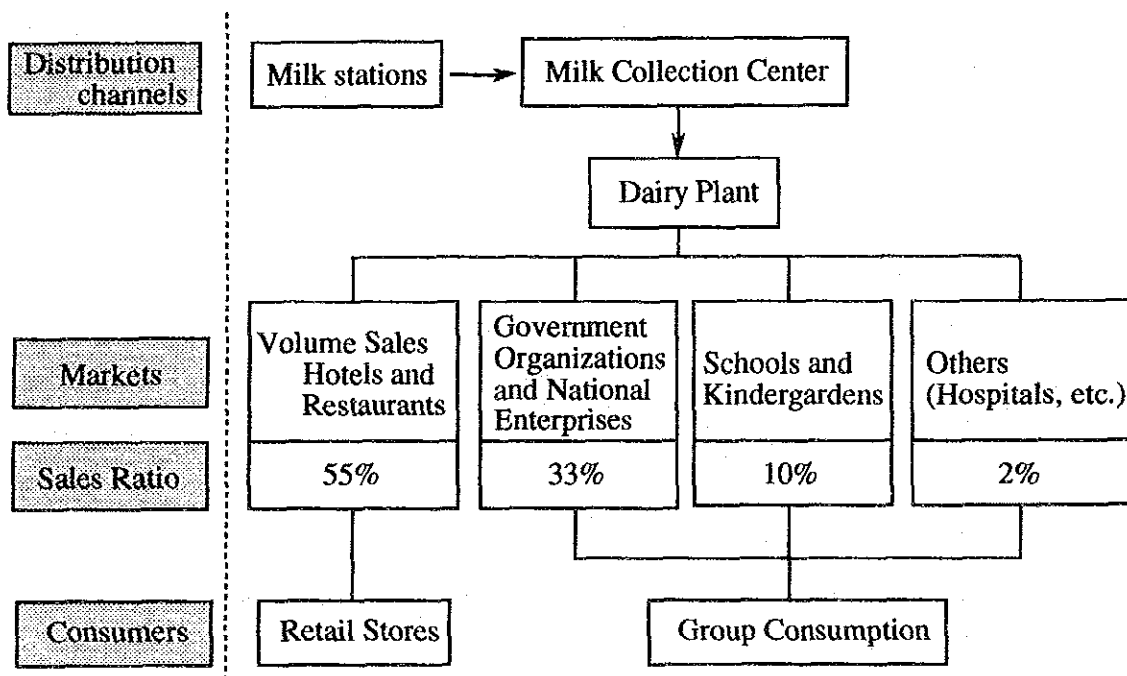 Distribution
channels
Milk stations
Milk Collection Center
Dairy Plant
Markets
Volume Sales
Hotels and
Restaurants
Government
Organizations
and National
Enterprises
Schools and
Kindergardens
Others
(Hospitals, etc.)
Sales Ratio
55%
33%
10%
2%
Consumers
Retail Stores
Group Consumption